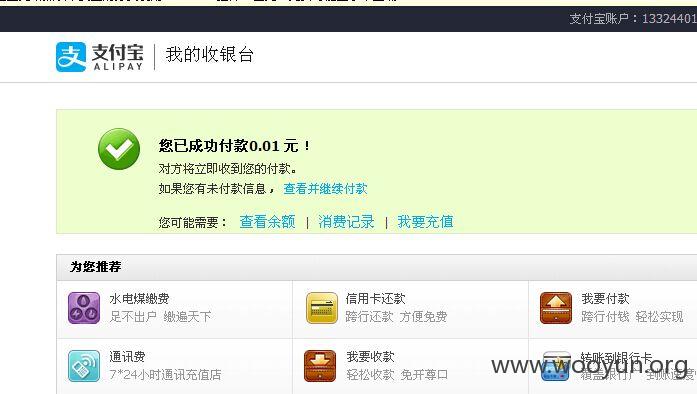 支付宝账户：13324401
支付宝 ALIPAY 我的收银台
您已成功付款0.01 元！
对方将立即收到您的付款。
如果您有未付款信息， 查看并继续付款
您可能需要： 查看余额 | 消费记录 | 我要充值
为您推荐
水电煤缴费 信用卡还款 我要付款
足不出户 缴遍天下 跨行还款 方便免费 跨行付钱 轻松实现
通讯费 我要收款 转账到银行卡
7*24小时通讯充值店 轻松收款 免开尊口
www.wooyun.org